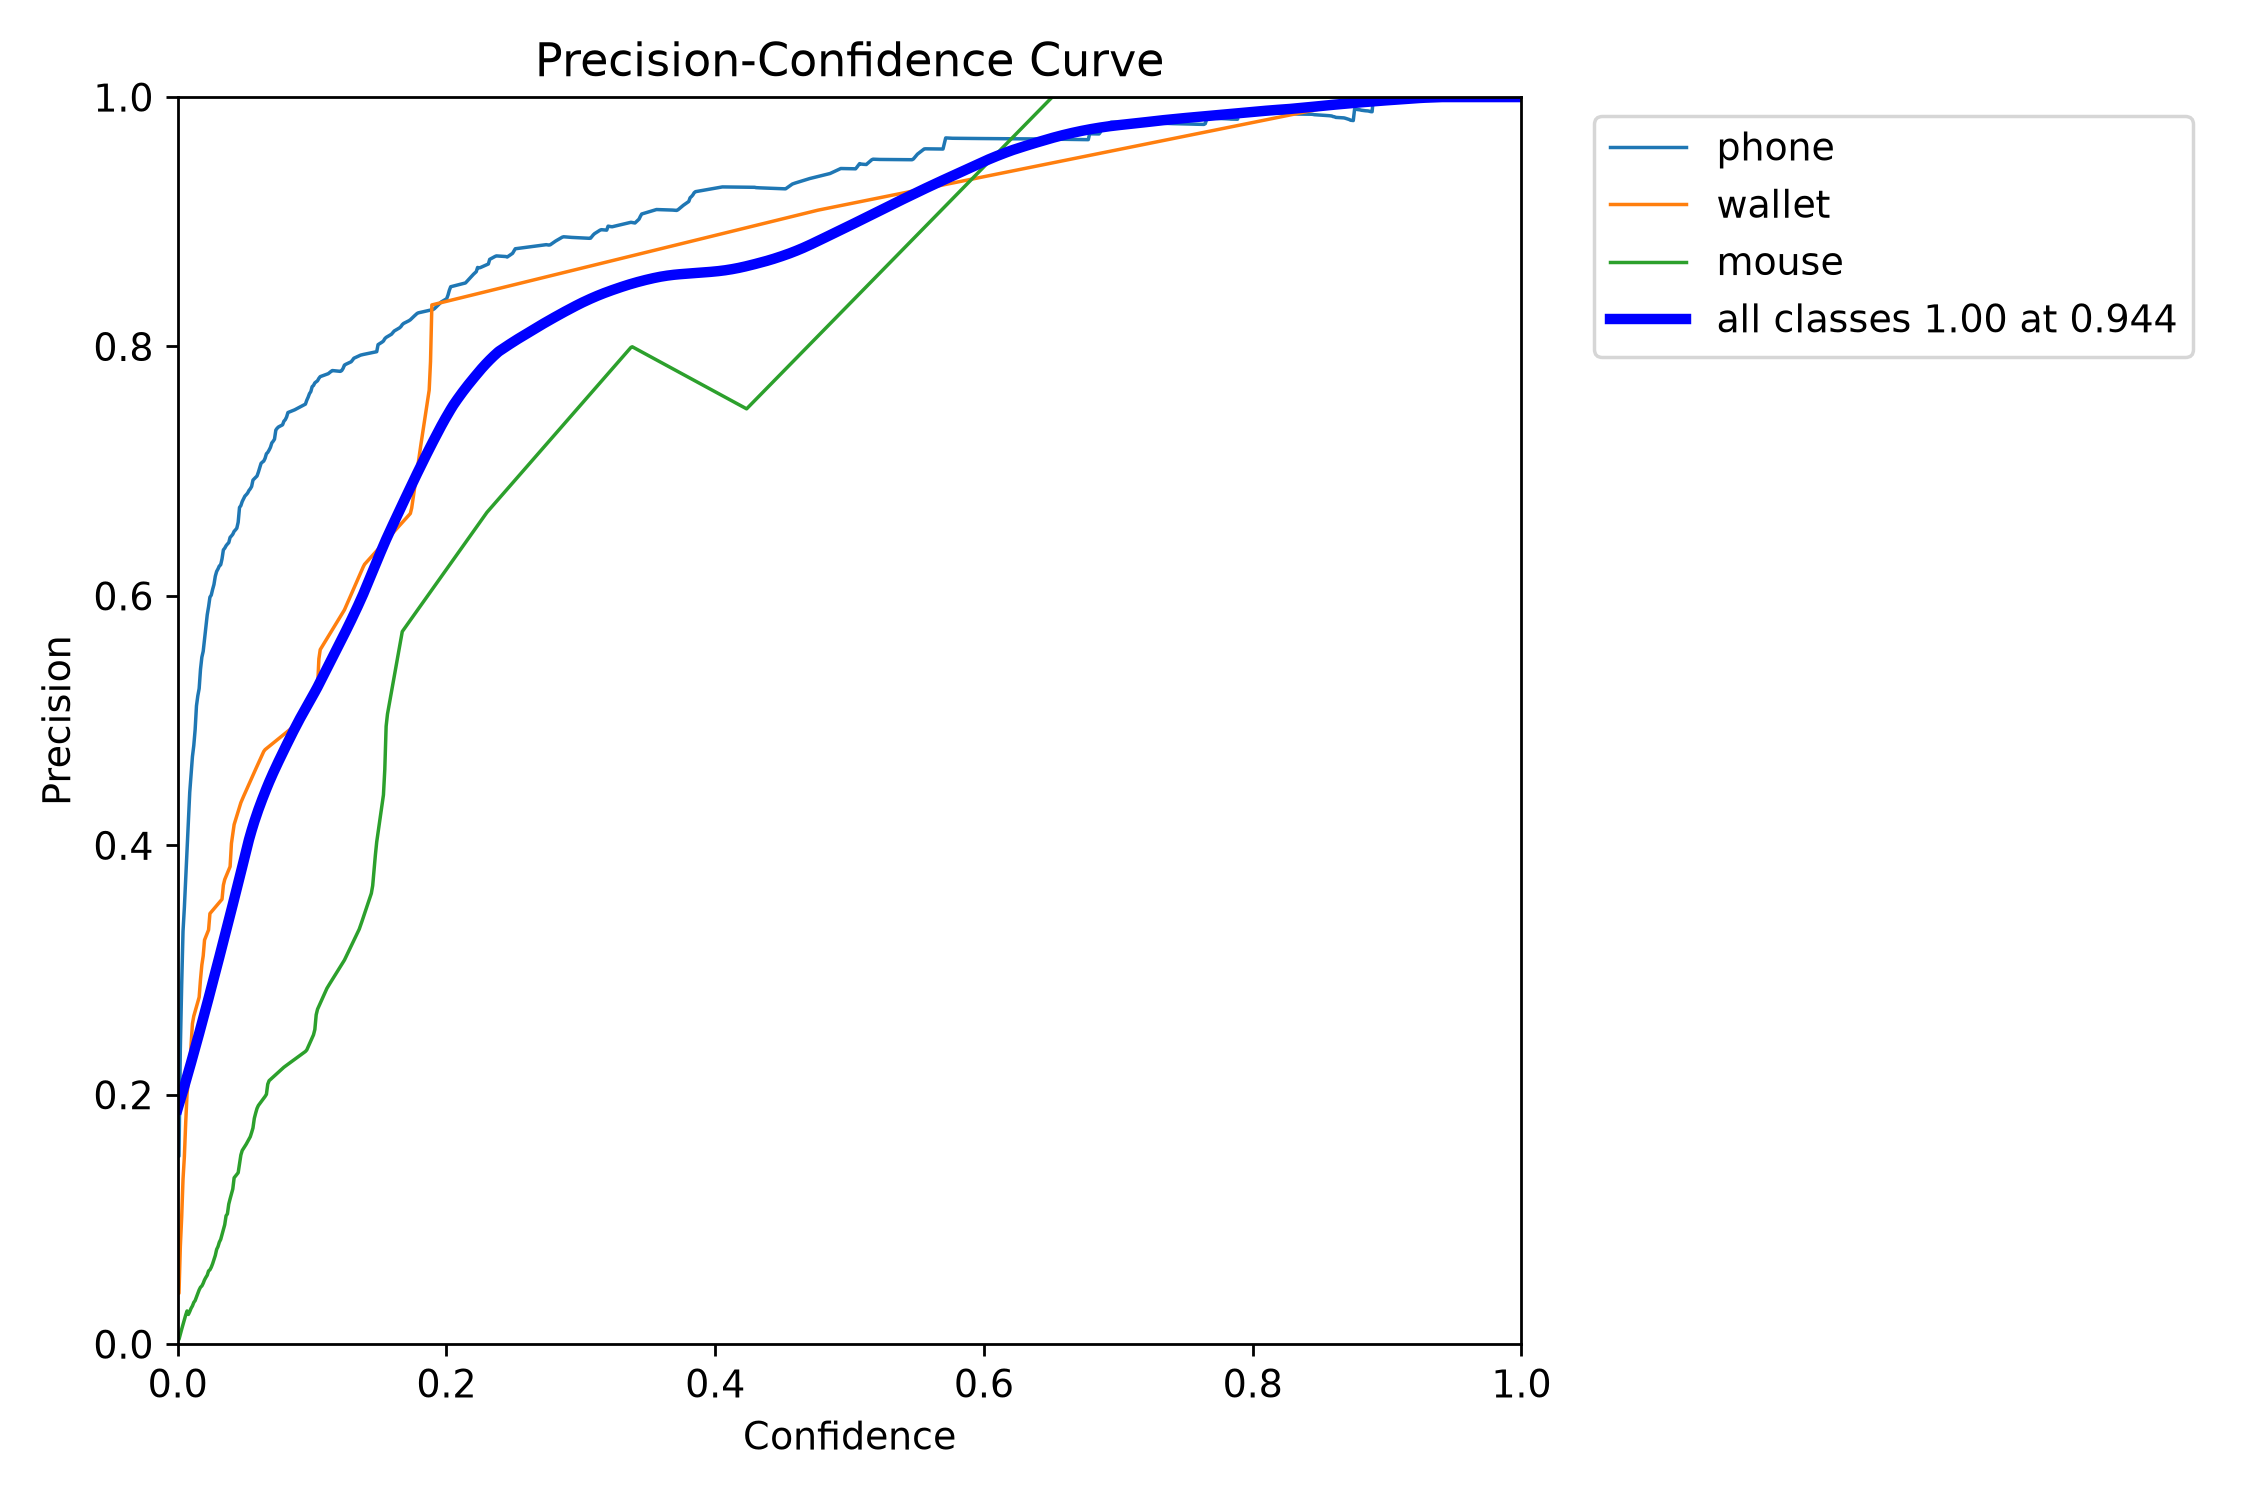 Precision-Confidence Curve
1.0
0.8
0.6
0.4
0.2
0.0
Precision
0.0 0.2 0.4 0.6 0.8 1.0
Confidence
phone
wallet
mouse
all classes 1.00 at 0.944